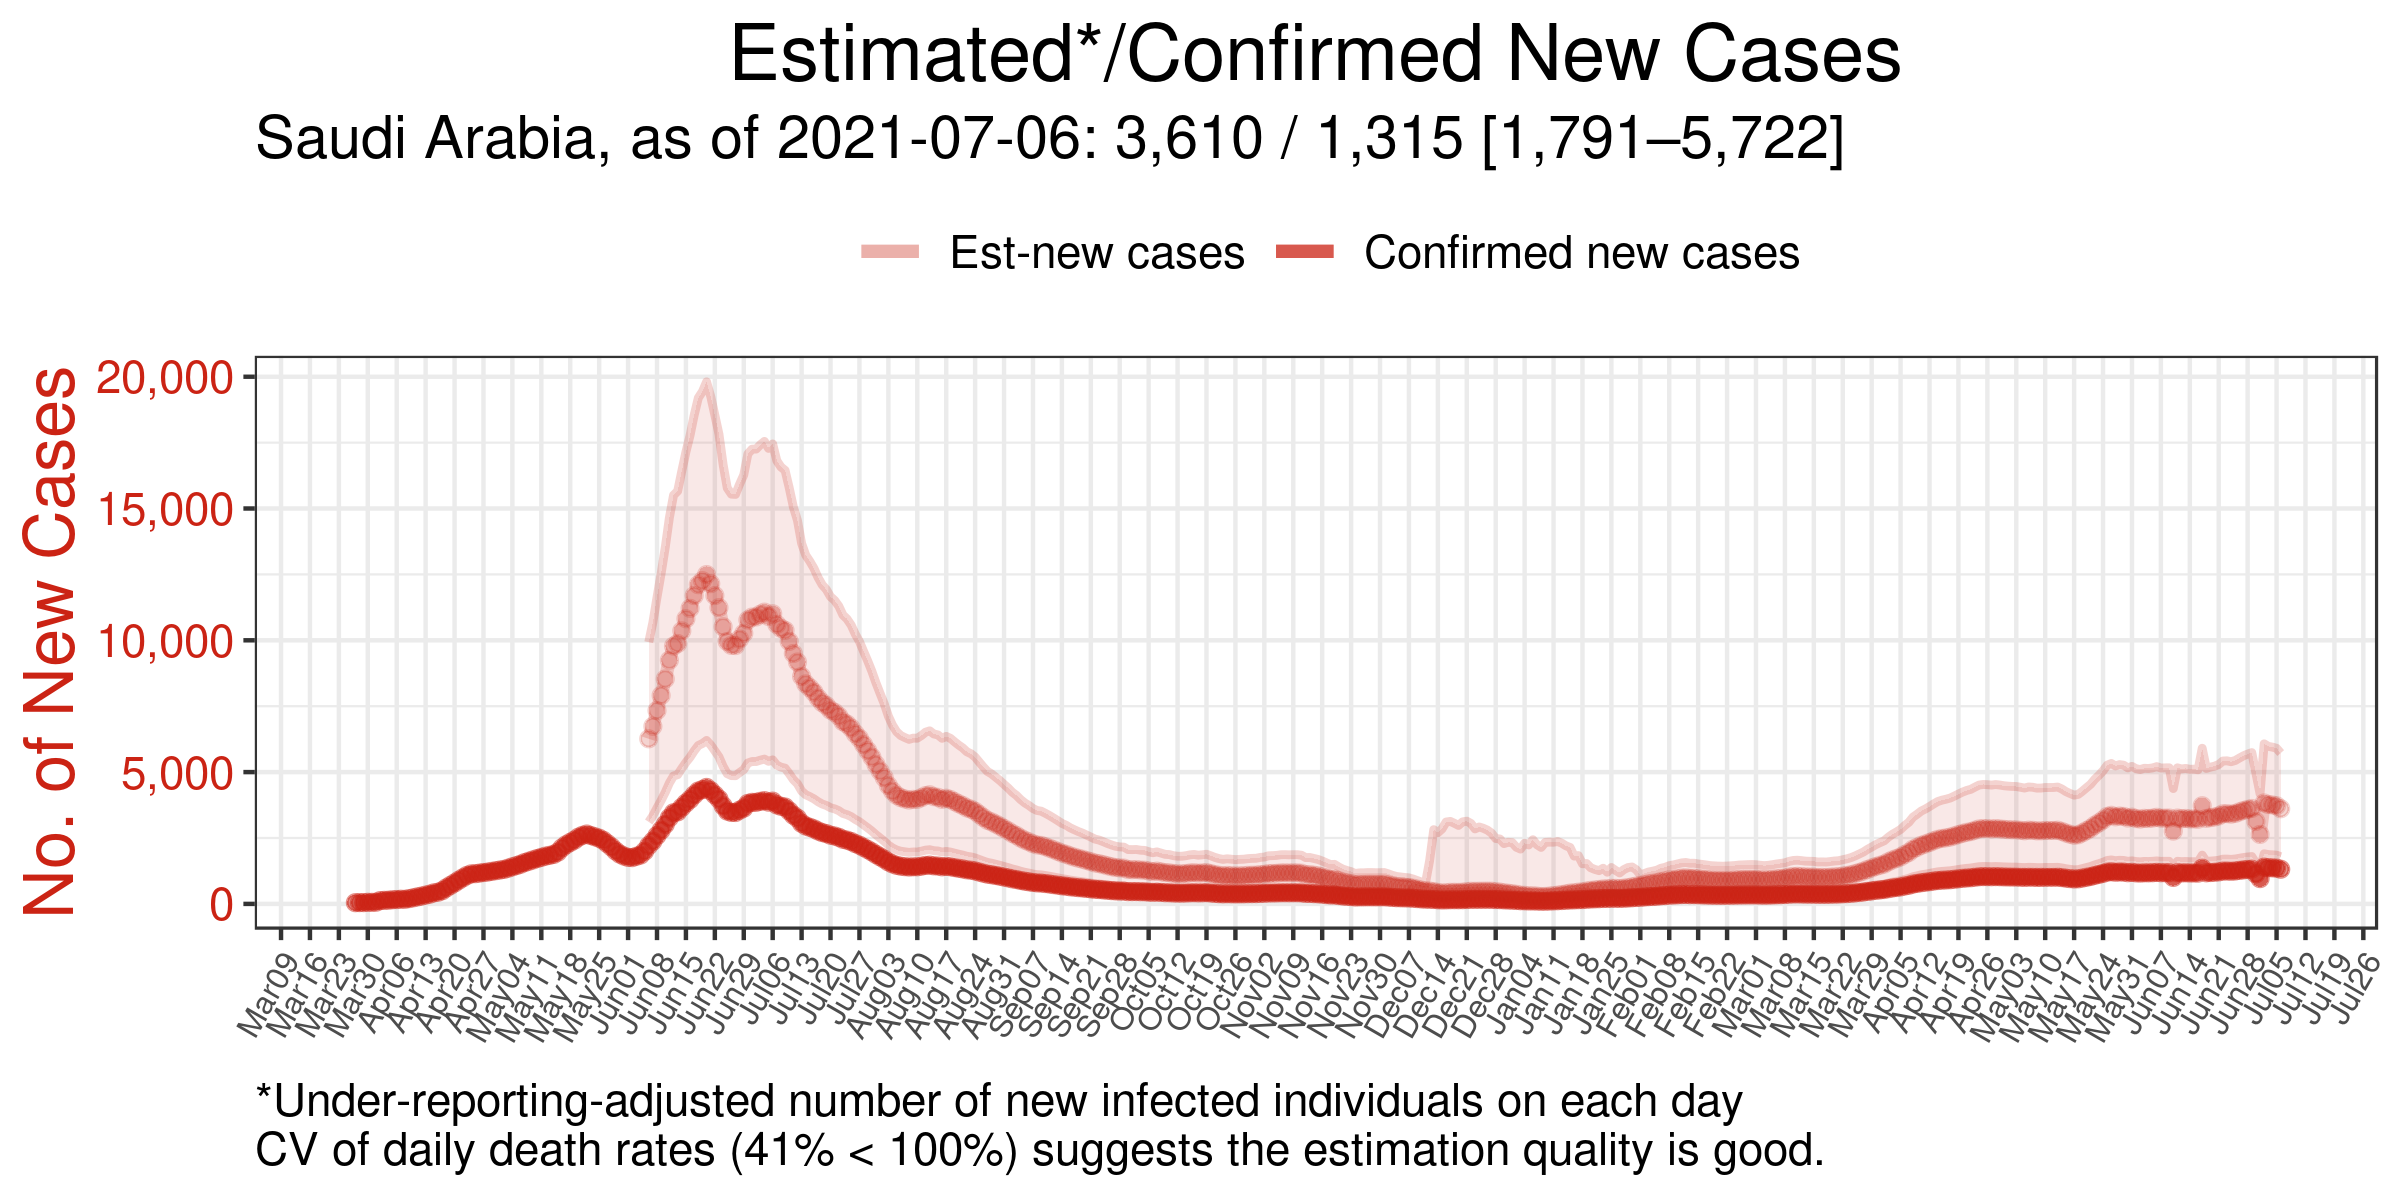 Estimated*/Confirmed New Cases
Saudi Arabia, as of 2021-07-06: 3,610 / 1,315 [1,791–5,722]
Est-new cases
Confirmed new cases
No. of New Cases
20,000
15,000
10,000
5,000
0
Mar09
Mar16
Mar23
Mar30
Apr06
Apr13
Apr20
Apr27
May04
May11
May18
May25
Jun01
Jun08
Jun15
Jun22
Jun29
Jul06
Jul13
Jul20
Jul27
Aug03
Aug10
Aug17
Aug24
Aug31
Sep07
Sep14
Sep21
Sep28
Oct05
Oct12
Oct19
Oct26
Nov02
Nov09
Nov16
Nov23
Nov30
Dec07
Dec14
Dec21
Dec28
Jan04
Jan11
Jan18
Jan25
Feb01
Feb08
Feb15
Feb22
Mar01
Mar08
Mar15
Mar22
Mar29
Apr05
Apr12
Apr19
Apr26
May03
May10
May17
May24
May31
Jun07
Jun14
Jun21
Jun28
Jul05
Jul12
Jul19
Jul26
*Under-reporting-adjusted number of new infected individuals on each day
CV of daily death rates (41% < 100%) suggests the estimation quality is good.